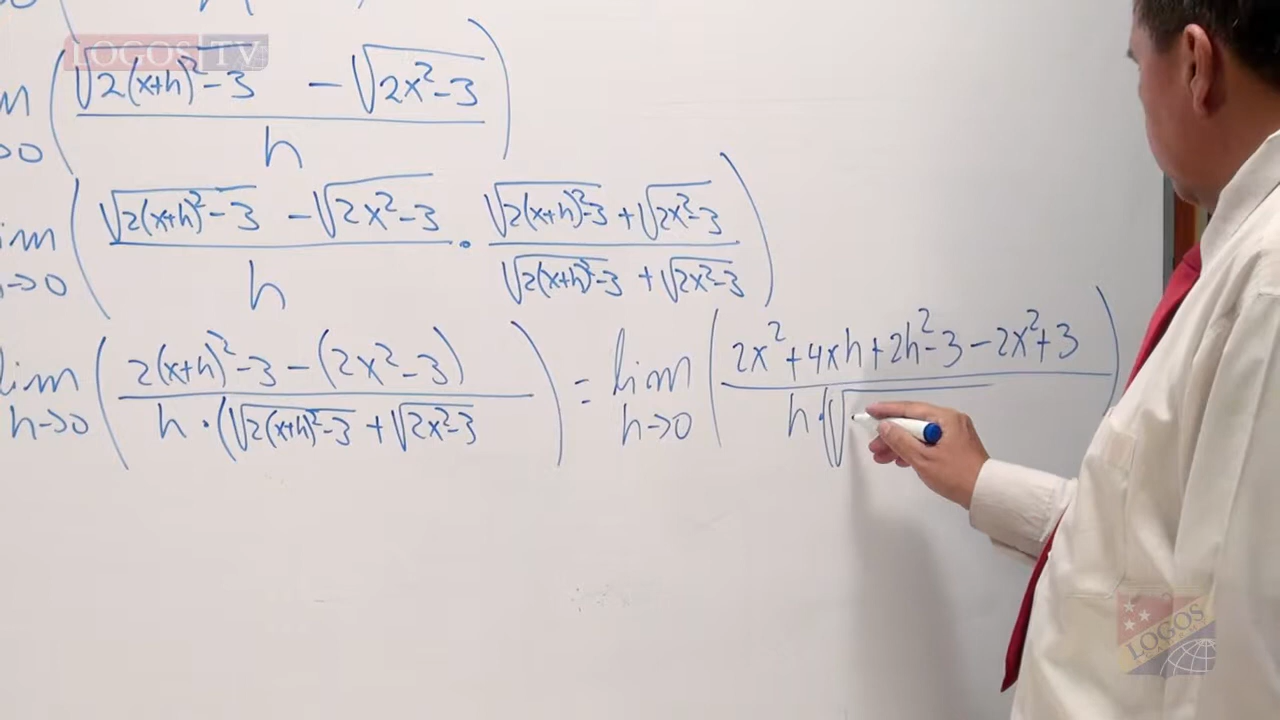 LOGOS TV
m ( (√(2(x+h)²-3) - √(2x²-3)) / h )
→0
lim ( (√(2(x+h)²-3) - √(2x²-3)) / h · (√(2(x+h)²-3) + √(2x²-3)) / (√(2(x+h)²-3) + √(2x²-3)) )
h→0
lim ( (2(x+h)²-3 - (2x²-3)) / (h·(√(2(x+h)²-3) + √(2x²-3)) ) = lim ( (2x²+4xh+2h²-3-2x²+3) / (h·(√
h→0 h→0
LOGOS